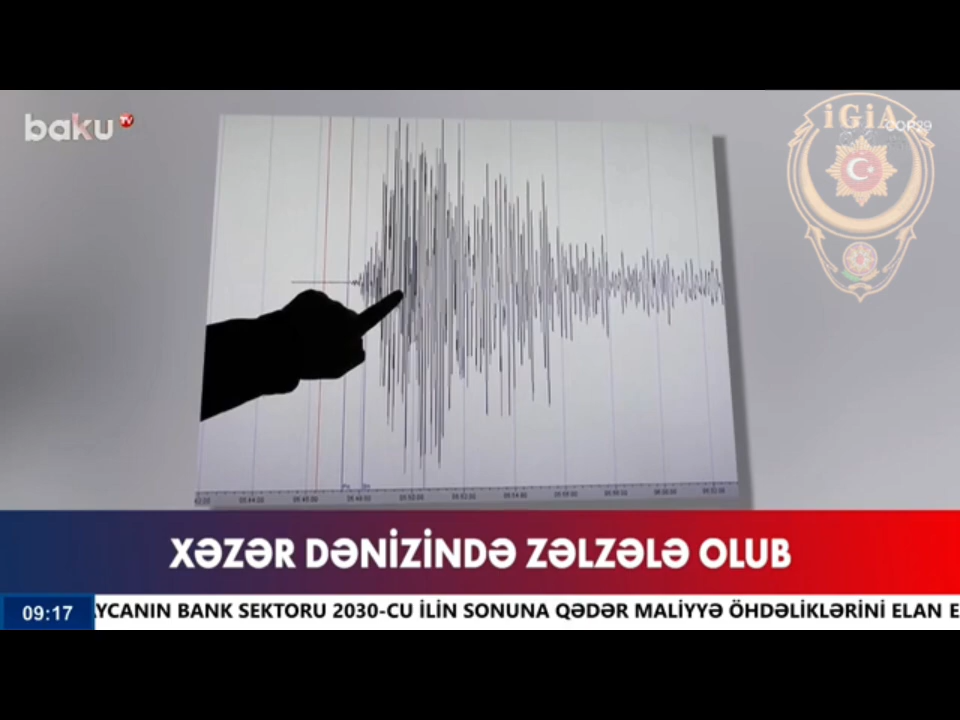 baku TV
İGİA
COP29
XƏZƏR DƏNİZİNDƏ ZƏLZƏLƏ OLUB
09:17
AYCANIN BANK SEKTORU 2030-CU İLİN SONUNA QƏDƏR MALİYYƏ ÖHDƏLİKLƏRİNİ ELAN E